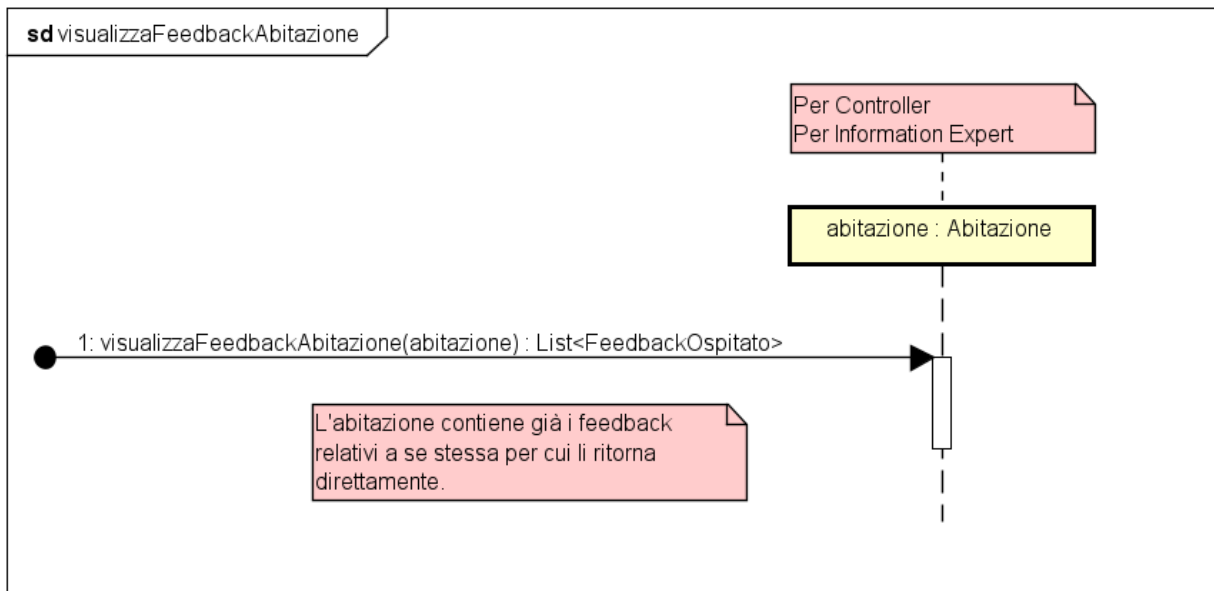 sd visualizzaFeedbackAbitazione
Per Controller
Per Information Expert
abitazione : Abitazione
1: visualizzaFeedbackAbitazione(abitazione) : List<FeedbackOspitato>
L'abitazione contiene già i feedback
relativi a se stessa per cui li ritorna
direttamente.